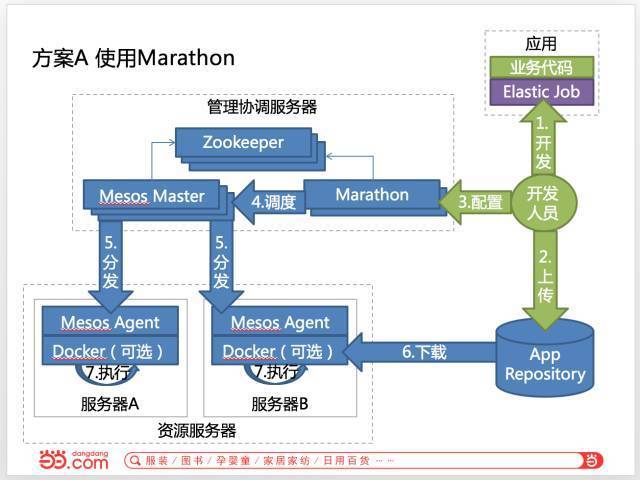 方案A 使用Marathon
应用
业务代码
Elastic Job
管理协调服务器
Zookeeper
1.
开
发
Mesos Master
4.调度
Marathon
3.配置
开发
人员
5.
分
发
5.
分
发
2.
上
传
Mesos Agent
Docker（可选）
7.执行
服务器A
Mesos Agent
Docker（可选）
7.执行
服务器B
6.下载
App
Repository
资源服务器
dangdang
.com
服装 / 图书 / 孕婴童 / 家居家纺 / 日用百货 ··· ···